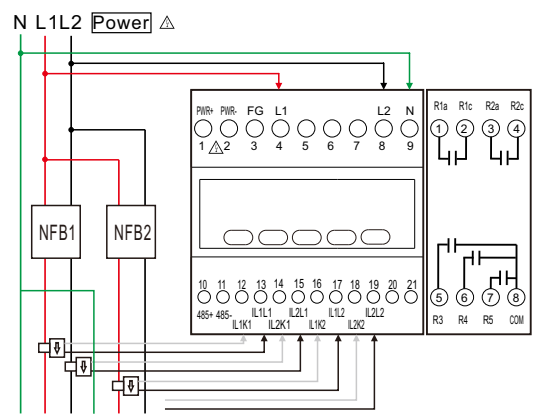 N L1 L2 Power
PWR+ PWR- FG L1 L2 N
1 2 3 4 5 6 7 8 9
R1a R1c R2a R2c
1 2 3 4
NFB1 NFB2
10 11 12 13 14 15 16 17 18 19 20 21
485+ 485- IL1L1 IL2L1 IL1L2 IL2L2
IL1K1 IL2K1 IL1K2 IL2K2
5 6 7 8
R3 R4 R5 COM